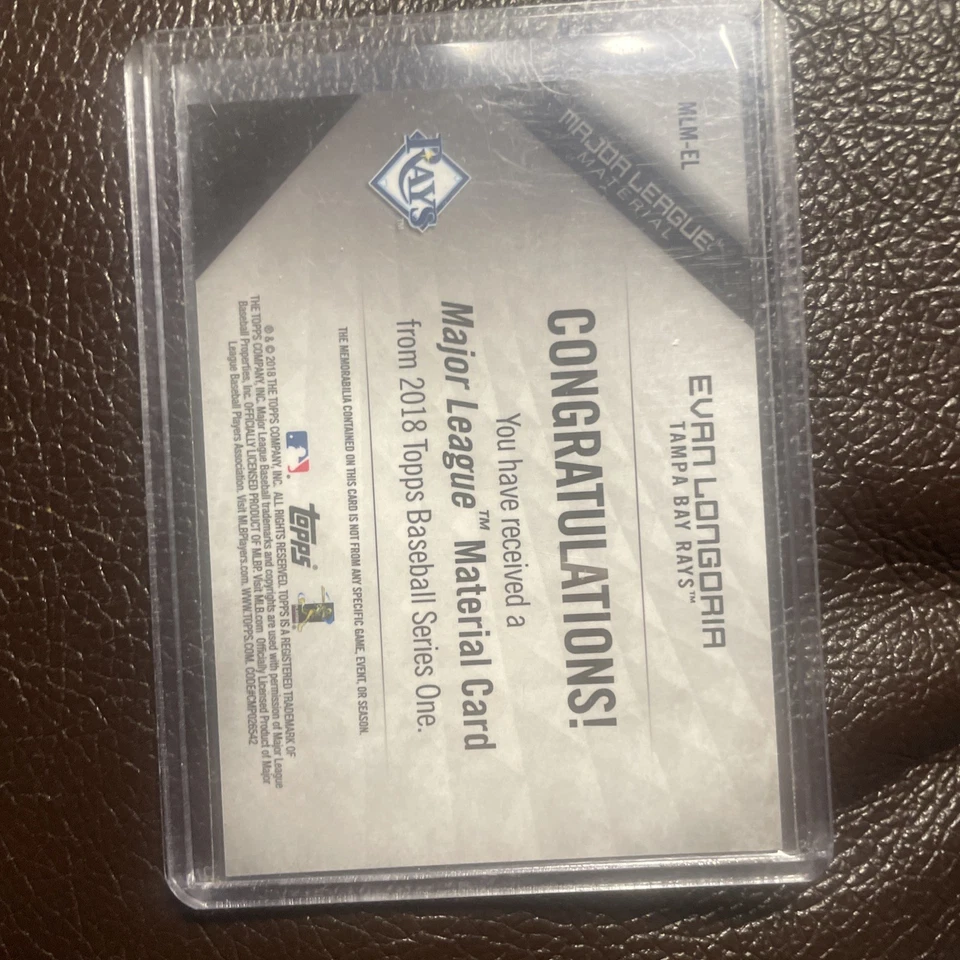 MLM-EL
MAJOR LEAGUE™
MATERIAL
EVAN LONGORIA
TAMPA BAY RAYS™
RAYS
TM
CONGRATULATIONS!
You have received a
Major League™ Material Card
from 2018 Topps Baseball Series One.
THE MEMORABILIA CONTAINED ON THIS CARD IS NOT FROM ANY SPECIFIC GAME, EVENT, OR SEASON.
topps®
® & © 2018 THE TOPPS COMPANY, INC. ALL RIGHTS RESERVED. TOPPS IS A REGISTERED TRADEMARK OF
THE TOPPS COMPANY, INC. Major League Baseball trademarks and copyrights are used with permission of Major League
Baseball Properties, Inc. OFFICIALLY LICENSED PRODUCT OF MLBP. Visit MLB.com Officially Licensed Product of Major
League Baseball Players Association. Visit MLBPlayers.com. WWW.TOPPS.COM. CODE#CMP026542